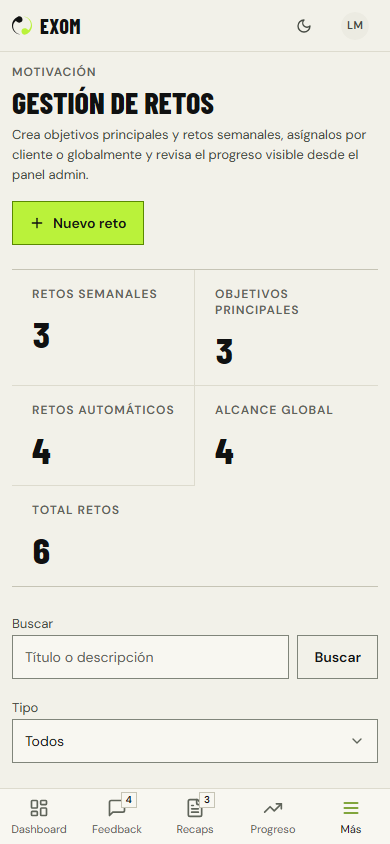 EXOM
LM
MOTIVACIÓN
GESTIÓN DE RETOS
Crea objetivos principales y retos semanales, asígnalos por
cliente o globalmente y revisa el progreso visible desde el
panel admin.
+ Nuevo reto
RETOS SEMANALES
3
OBJETIVOS
PRINCIPALES
3
RETOS AUTOMÁTICOS
4
ALCANCE GLOBAL
4
TOTAL RETOS
6
Buscar
Título o descripción
Buscar
Tipo
Todos
4
3
Dashboard
Feedback
Recaps
Progreso
Más